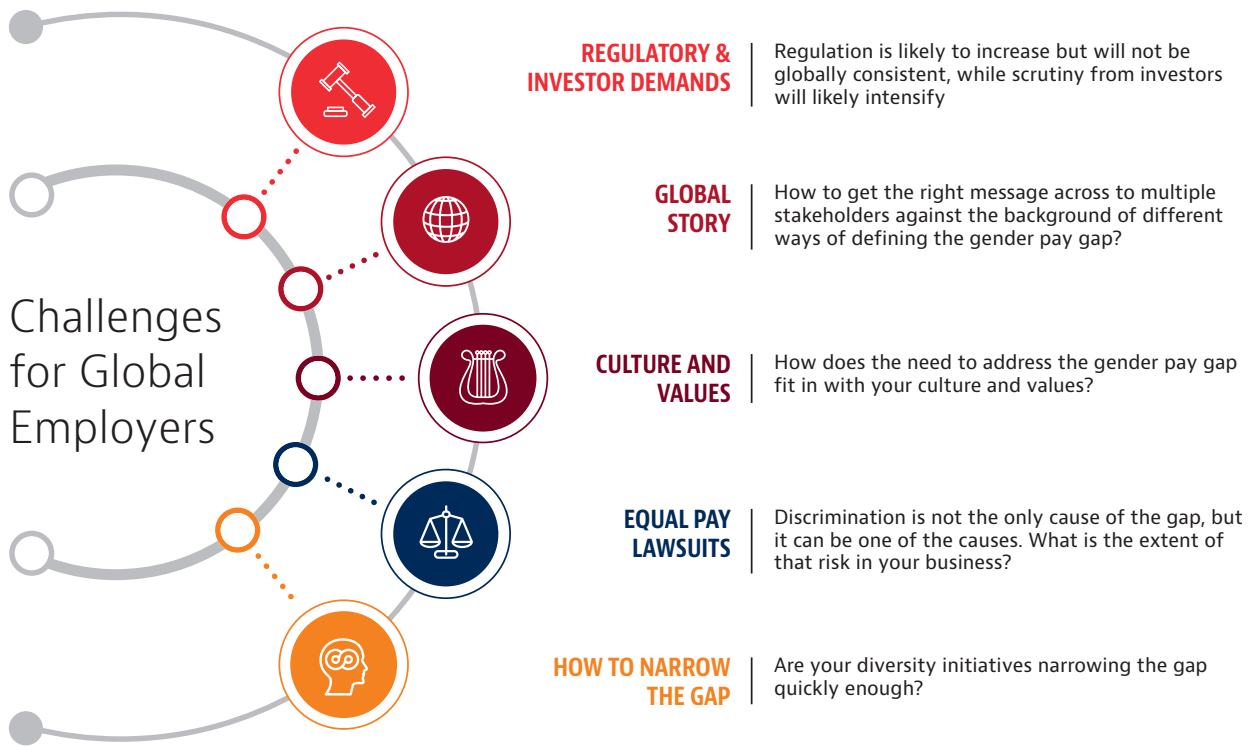 Challenges
for Global
Employers
REGULATORY &
INVESTOR DEMANDS
Regulation is likely to increase but will not be
globally consistent, while scrutiny from investors
will likely intensify
GLOBAL
STORY
How to get the right message across to multiple
stakeholders against the background of different
ways of defining the gender pay gap?
CULTURE AND
VALUES
How does the need to address the gender pay gap
fit in with your culture and values?
EQUAL PAY
LAWSUITS
Discrimination is not the only cause of the gap, but
it can be one of the causes. What is the extent of
that risk in your business?
HOW TO NARROW
THE GAP
Are your diversity initiatives narrowing the gap
quickly enough?